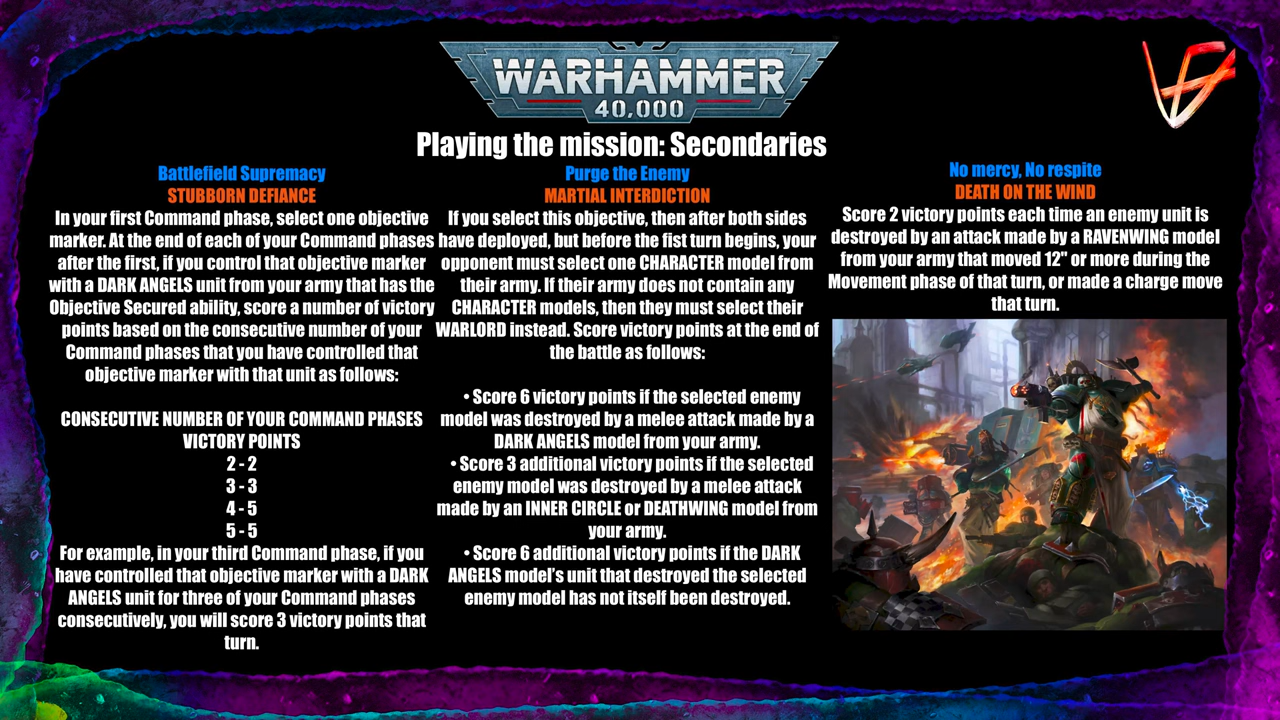 WARHAMMER
40,000
Playing the mission: Secondaries
Battlefield Supremacy
STUBBORN DEFIANCE
In your first Command phase, select one objective
marker. At the end of each of your Command phases
after the first, if you control that objective marker
with a DARK ANGELS unit from your army that has the
Objective Secured ability, score a number of victory
points based on the consecutive number of your
Command phases that you have controlled that
objective marker with that unit as follows:
CONSECUTIVE NUMBER OF YOUR COMMAND PHASES
VICTORY POINTS
2 - 2
3 - 3
4 - 5
5 - 5
For example, in your third Command phase, if you
have controlled that objective marker with a DARK
ANGELS unit for three of your Command phases
consecutively, you will score 3 victory points that
turn.
Purge the Enemy
MARTIAL INTERDICTION
If you select this objective, then after both sides
have deployed, but before the fist turn begins, your
opponent must select one CHARACTER model from
their army. If their army does not contain any
CHARACTER models, then they must select their
WARLORD instead. Score victory points at the end of
the battle as follows:
• Score 6 victory points if the selected enemy
model was destroyed by a melee attack made by a
DARK ANGELS model from your army.
• Score 3 additional victory points if the selected
enemy model was destroyed by a melee attack
made by an INNER CIRCLE or DEATHWING model from
your army.
• Score 6 additional victory points if the DARK
ANGELS model's unit that destroyed the selected
enemy model has not itself been destroyed.
No mercy, No respite
DEATH ON THE WIND
Score 2 victory points each time an enemy unit is
destroyed by an attack made by a RAVENWING model
from your army that moved 12" or more during the
Movement phase of that turn, or made a charge move
that turn.